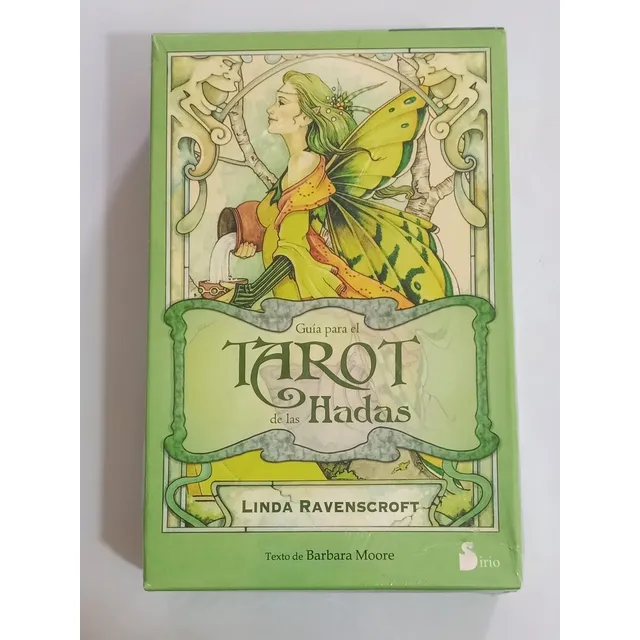 Guía para el
TAROT
de las Hadas
LINDA RAVENSCROFT
Texto de Barbara Moore
Sirio